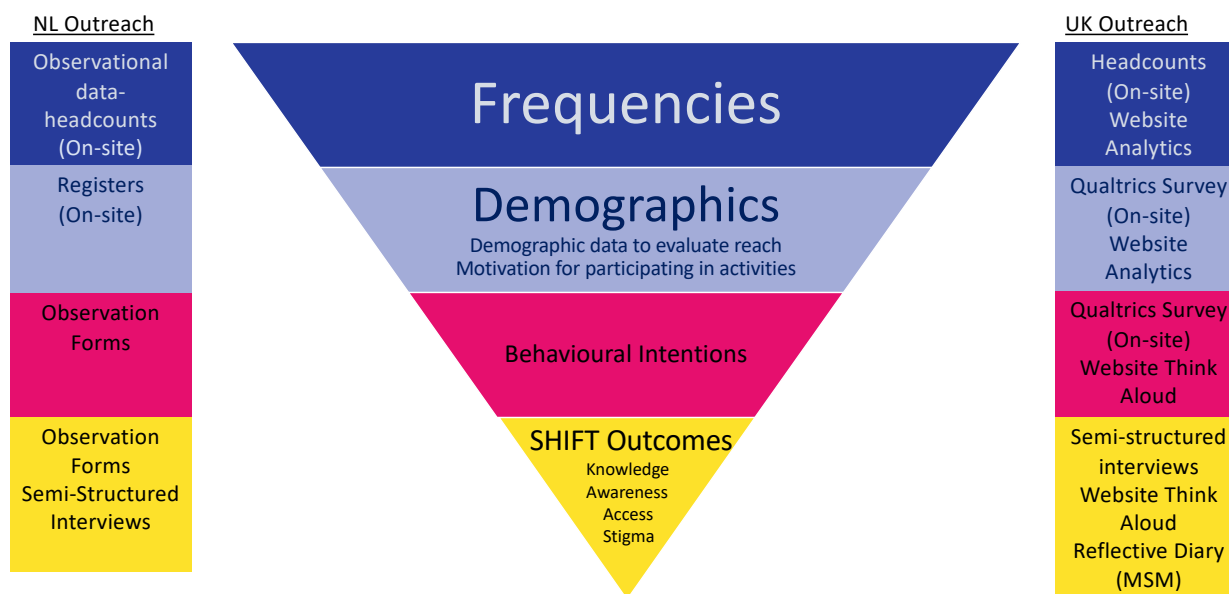 NL Outreach
Observational
data-
headcounts
(On-site)
Registers
(On-site)
Observation
Forms
Observation
Forms
Semi-Structured
Interviews
Frequencies
Demographics
Demographic data to evaluate reach
Motivation for participating in activities
Behavioural Intentions
SHIFT Outcomes
Knowledge
Awareness
Access
Stigma
UK Outreach
Headcounts
(On-site)
Website
Analytics
Qualtrics Survey
(On-site)
Website
Analytics
Qualtrics Survey
(On-site)
Website Think
Aloud
Semi-structured
interviews
Website Think
Aloud
Reflective Diary
(MSM)